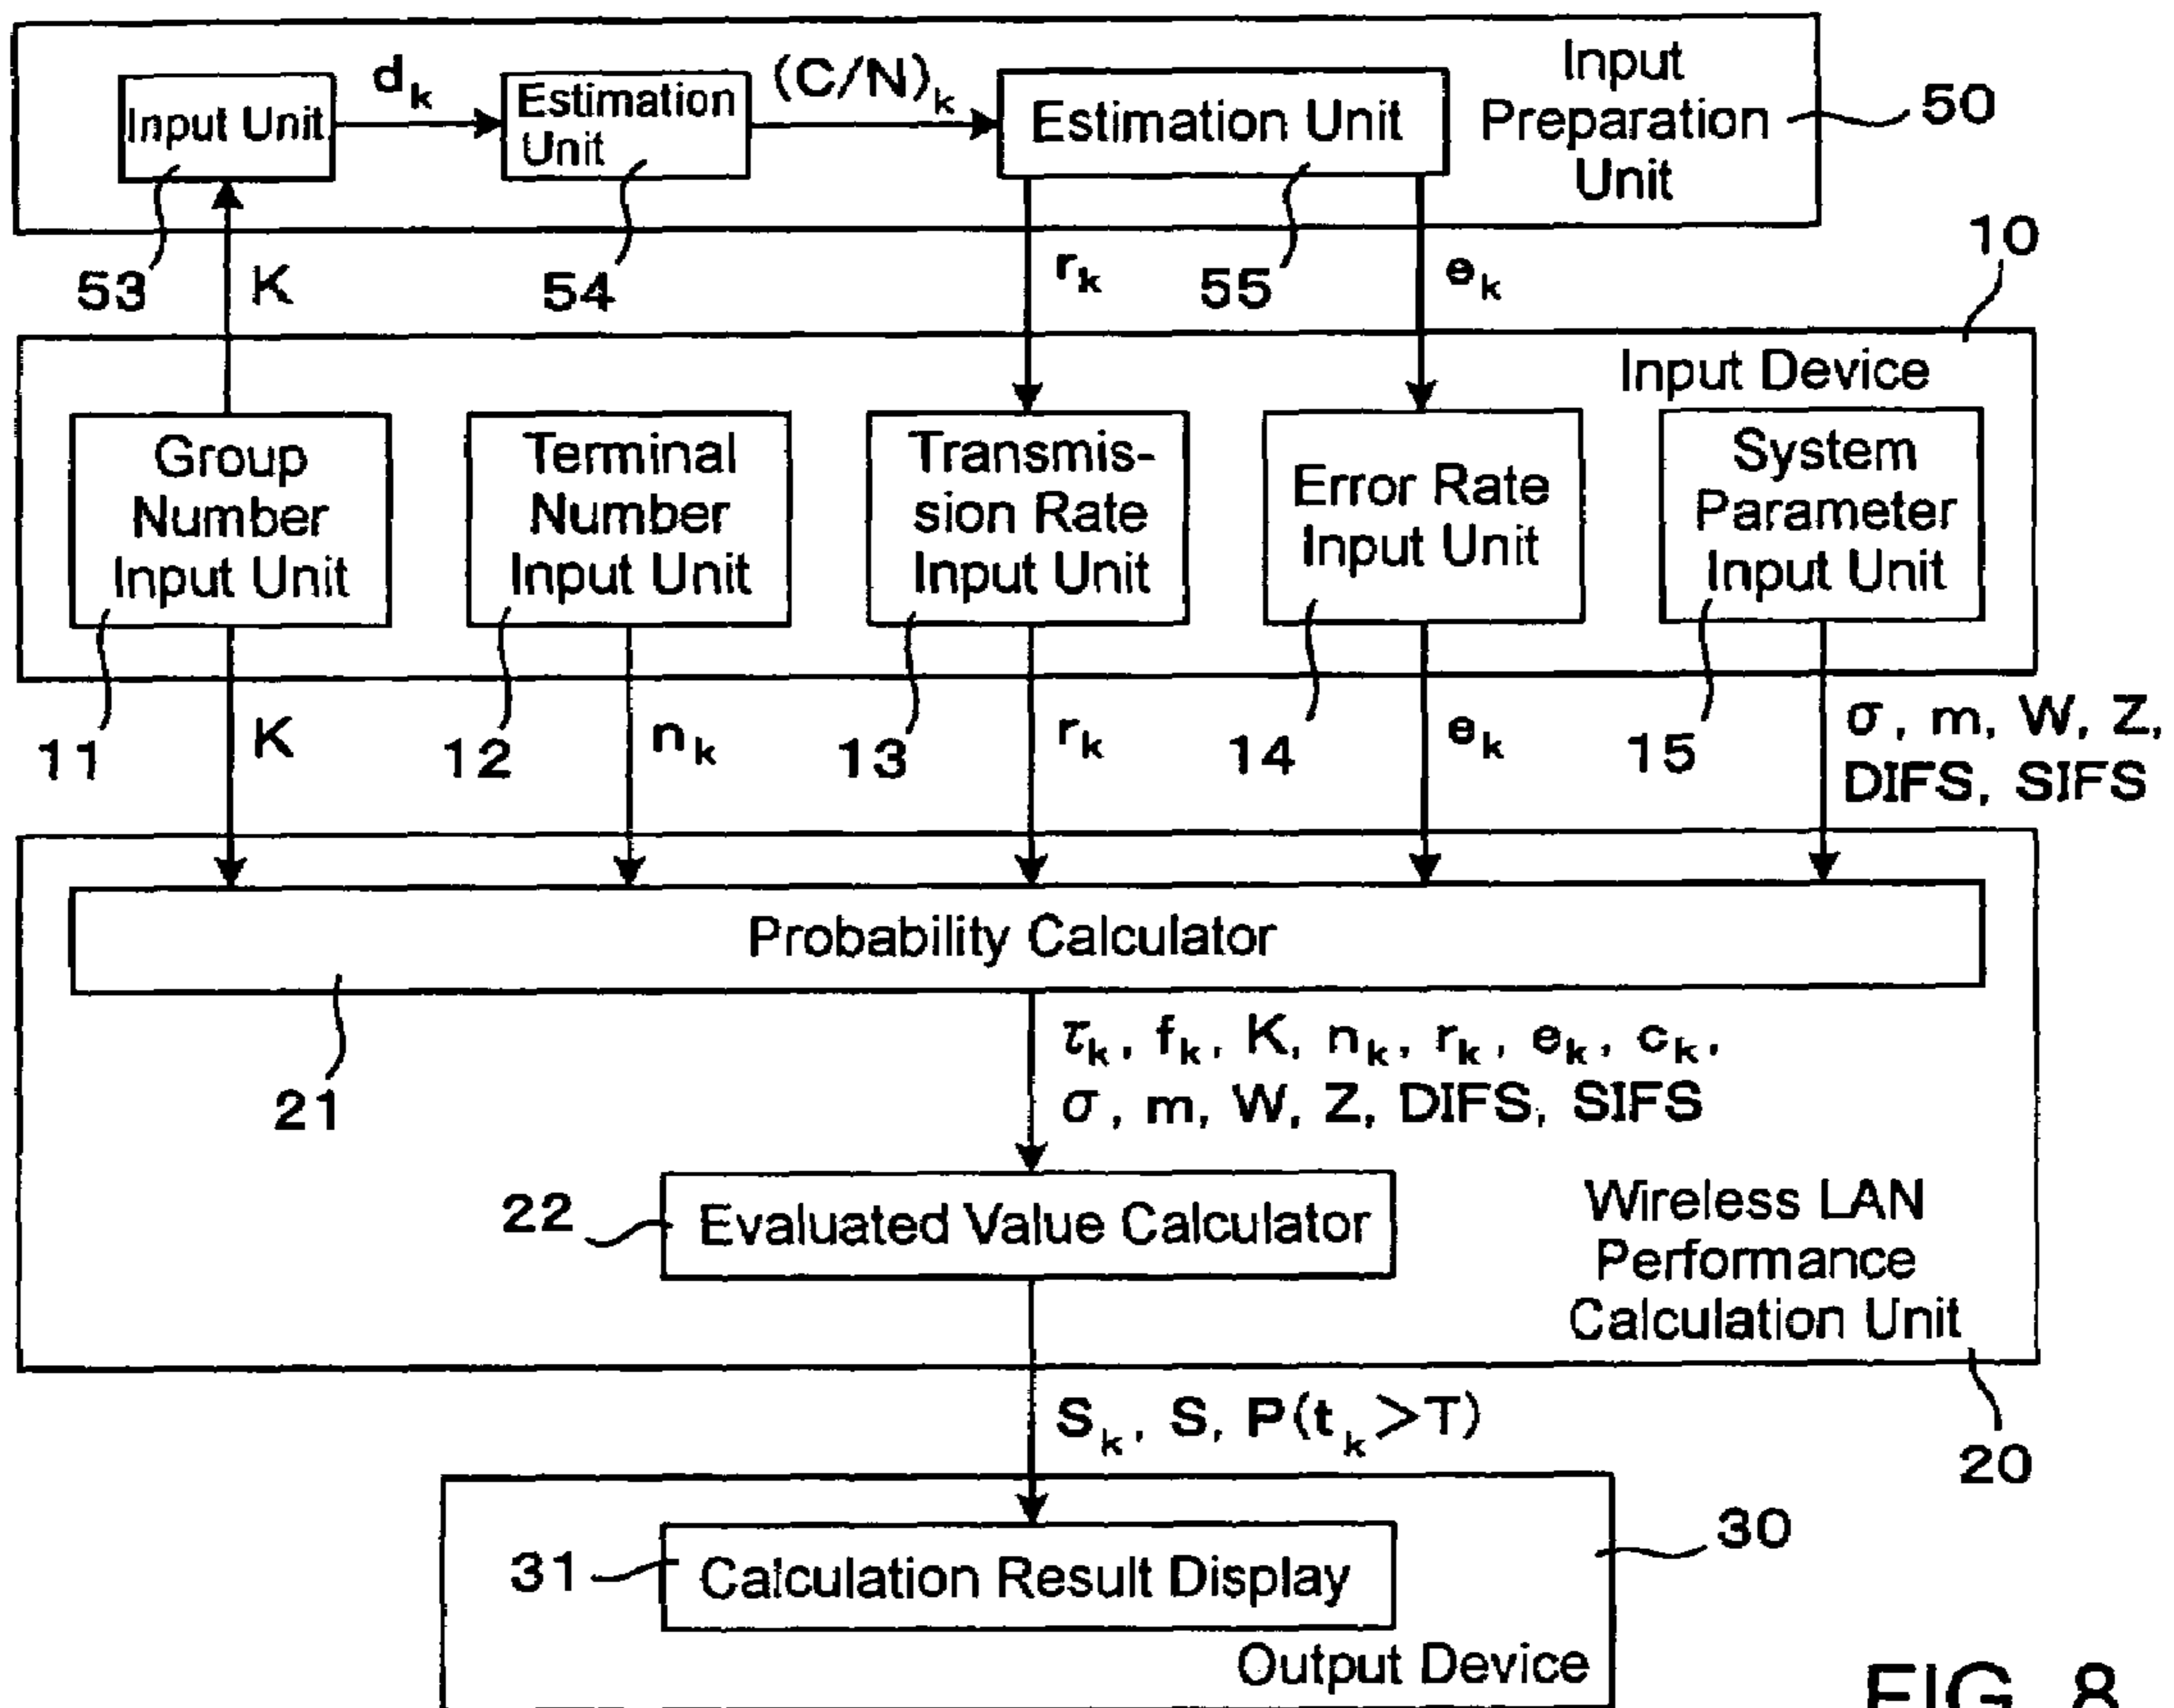 Input Preparation Unit
50
Input Unit
d_k
Estimation Unit
(C/N)_k
Estimation Unit
53
K
54
r_k
55
e_k
10
Input Device
Group Number Input Unit
Terminal Number Input Unit
Transmis-
sion Rate Input Unit
Error Rate Input Unit
System Parameter Input Unit
11
K
12
n_k
13
r_k
14
e_k
15
σ, m, W, Z,
DIFS, SIFS
Probability Calculator
21
τ_k, f_k, K, n_k, r_k, e_k, c_k,
σ, m, W, Z, DIFS, SIFS
22
Evaluated Value Calculator
Wireless LAN
Performance
Calculation Unit
20
S_k, S, P(t_k>T)
30
31
Calculation Result Display
Output Device
FIG. 8